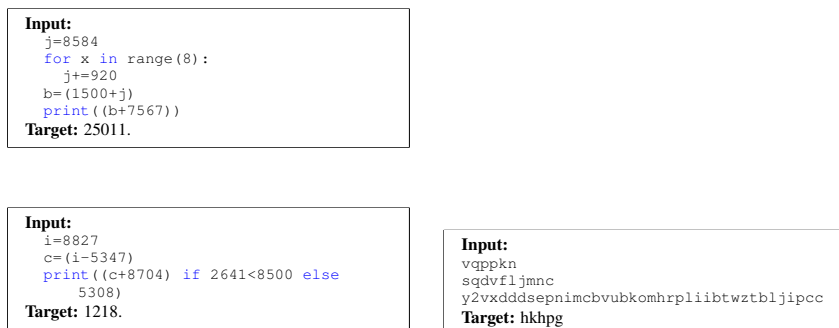 Input:
j=8584
for x in range(8):
j+=920
b=(1500+j)
print((b+7567))
Target: 25011.
Input:
i=8827
c=(i-5347)
print((c+8704) if 2641<8500 else
5308)
Target: 1218.
Input:
vqppkn
sqdvfljmnc
y2vxdddsepnimcbvubkomhrpliibtwztbljipcc
Target: hkhpg